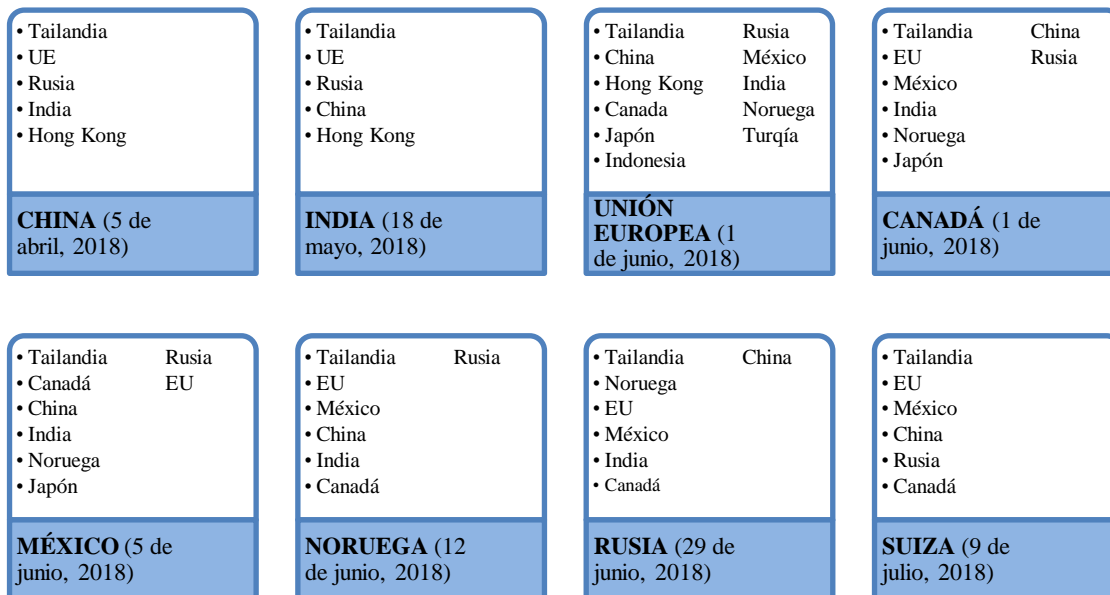 • Tailandia
• UE
• Rusia
• India
• Hong Kong
CHINA (5 de
abril, 2018)
• Tailandia
• UE
• Rusia
• China
• Hong Kong
INDIA (18 de
mayo, 2018)
• Tailandia Rusia
• China México
• Hong Kong India
• Canada Noruega
• Japón Turqía
• Indonesia
UNIÓN
EUROPEA (1
de junio, 2018)
• Tailandia China
• EU Rusia
• México
• India
• Noruega
• Japón
CANADÁ (1 de
junio, 2018)
• Tailandia Rusia
• Canadá EU
• China
• India
• Noruega
• Japón
MÉXICO (5 de
junio, 2018)
• Tailandia Rusia
• EU
• México
• China
• India
• Canadá
NORUEGA (12
de junio, 2018)
• Tailandia China
• Noruega
• EU
• México
• India
• Canadá
RUSIA (29 de
junio, 2018)
• Tailandia
• EU
• México
• China
• Rusia
• Canadá
SUIZA (9 de
julio, 2018)